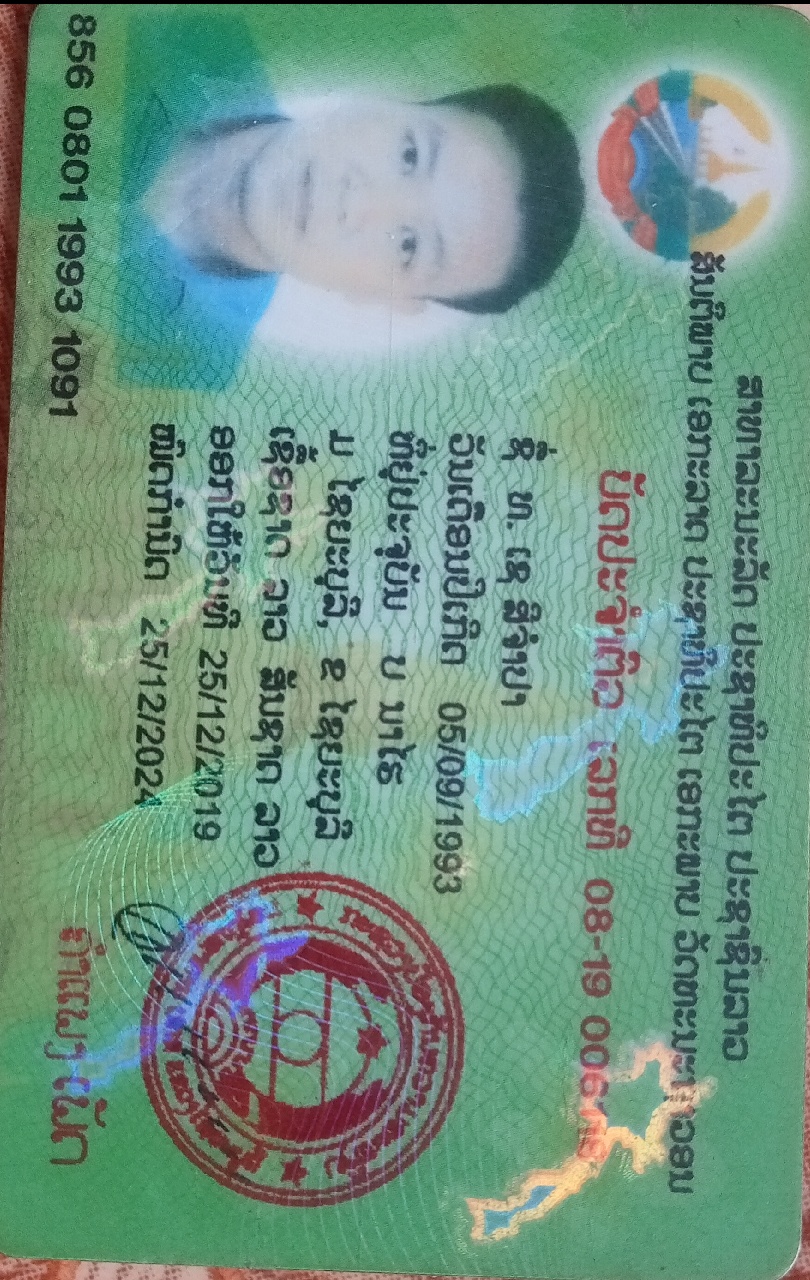 ສາທາລະນະລັດ ປະຊາທິປະໄຕ ປະຊາຊົນລາວ
ສັນຕິພາບ ເອກະລາດ ປະຊາທິປະໄຕ ເອກະພາບ ວັດທະນະຖາວອນ
ບັດປະຈຳຕົວ ເລກທີ 08-19 006
ຊື່ ທ. ເຊ ສີຈຳປາ
ວັນເດືອນປີເກີດ 05/09/1993
ທີ່ຢູ່ປະຈຸບັນ ບ ນາໄຮ
ມ ໄຊຍະບູລີ, ຂ ໄຊຍະບູລີ
ເຊື້ອຊາດ ລາວ ສັນຊາດ ລາວ
ອອກໃຫ້ວັນທີ 25/12/2019
ໝົດກຳນົດ 25/12/2024
856 0801 1993 1091